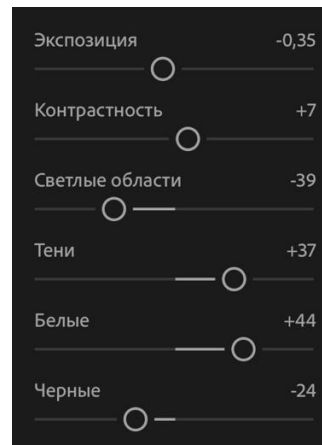 Экспозиция -0,35
Контрастность +7
Светлые области -39
Тени +37
Белые +44
Черные -24